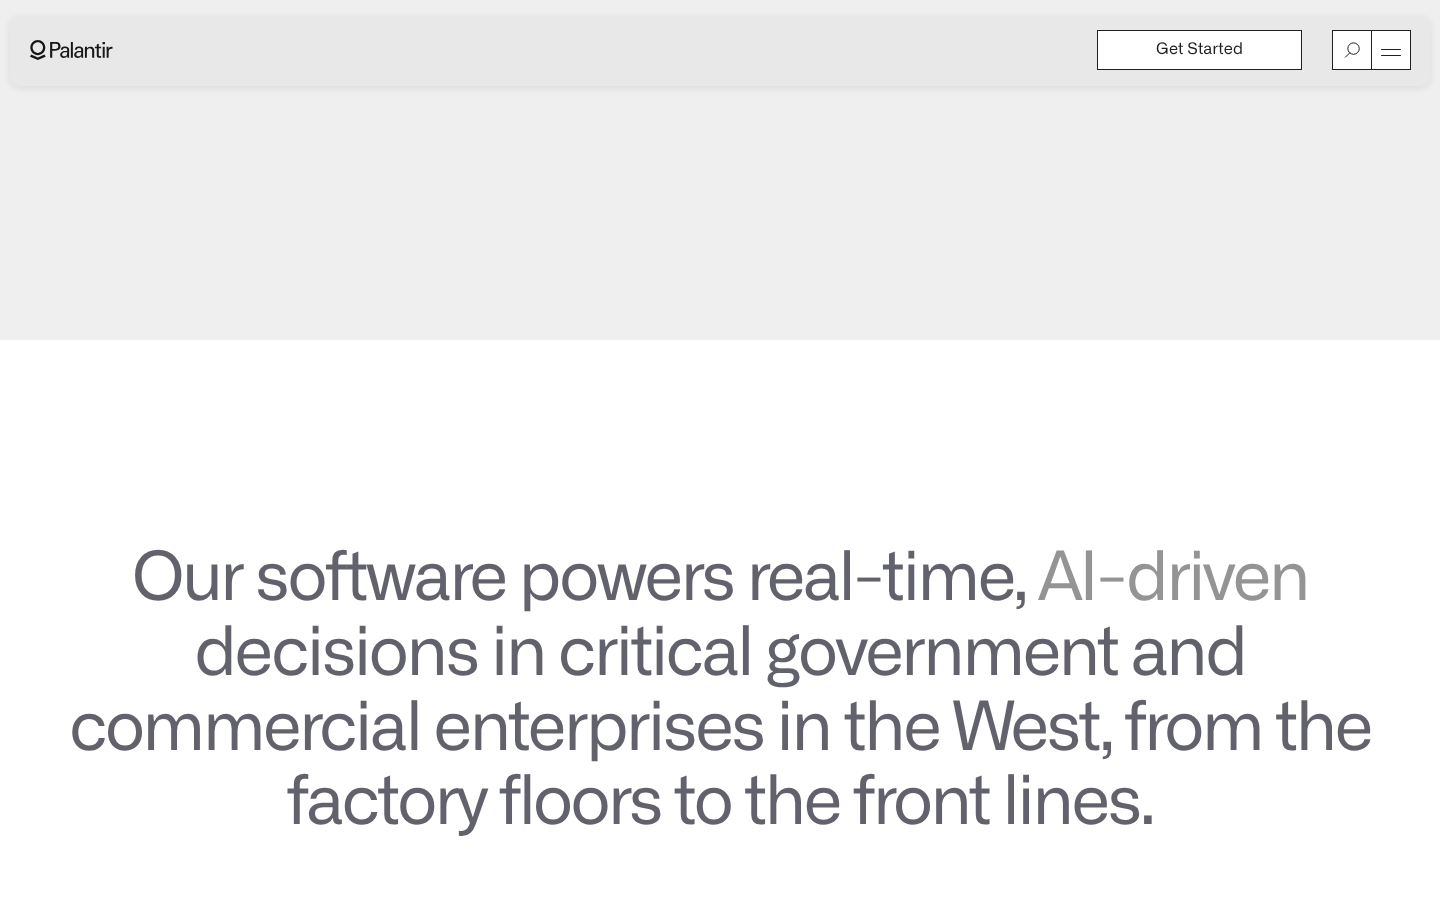 Palantir
Get Started
Our software powers real-time, AI-driven
decisions in critical government and
commercial enterprises in the West, from the
factory floors to the front lines.